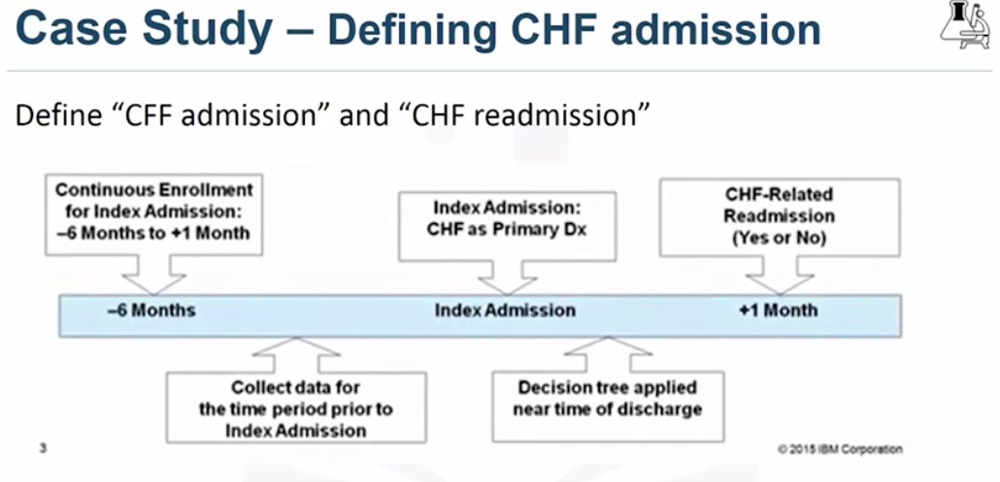 Case Study – Defining CHF admission
Define “CFF admission” and “CHF readmission”
Continuous Enrollment
for Index Admission:
–6 Months to +1 Month
Index Admission:
CHF as Primary Dx
CHF-Related
Readmission
(Yes or No)
–6 Months
Index Admission
+1 Month
Collect data for
the time period prior to
Index Admission
Decision tree applied
near time of discharge
3
© 2015 IBM Corporation